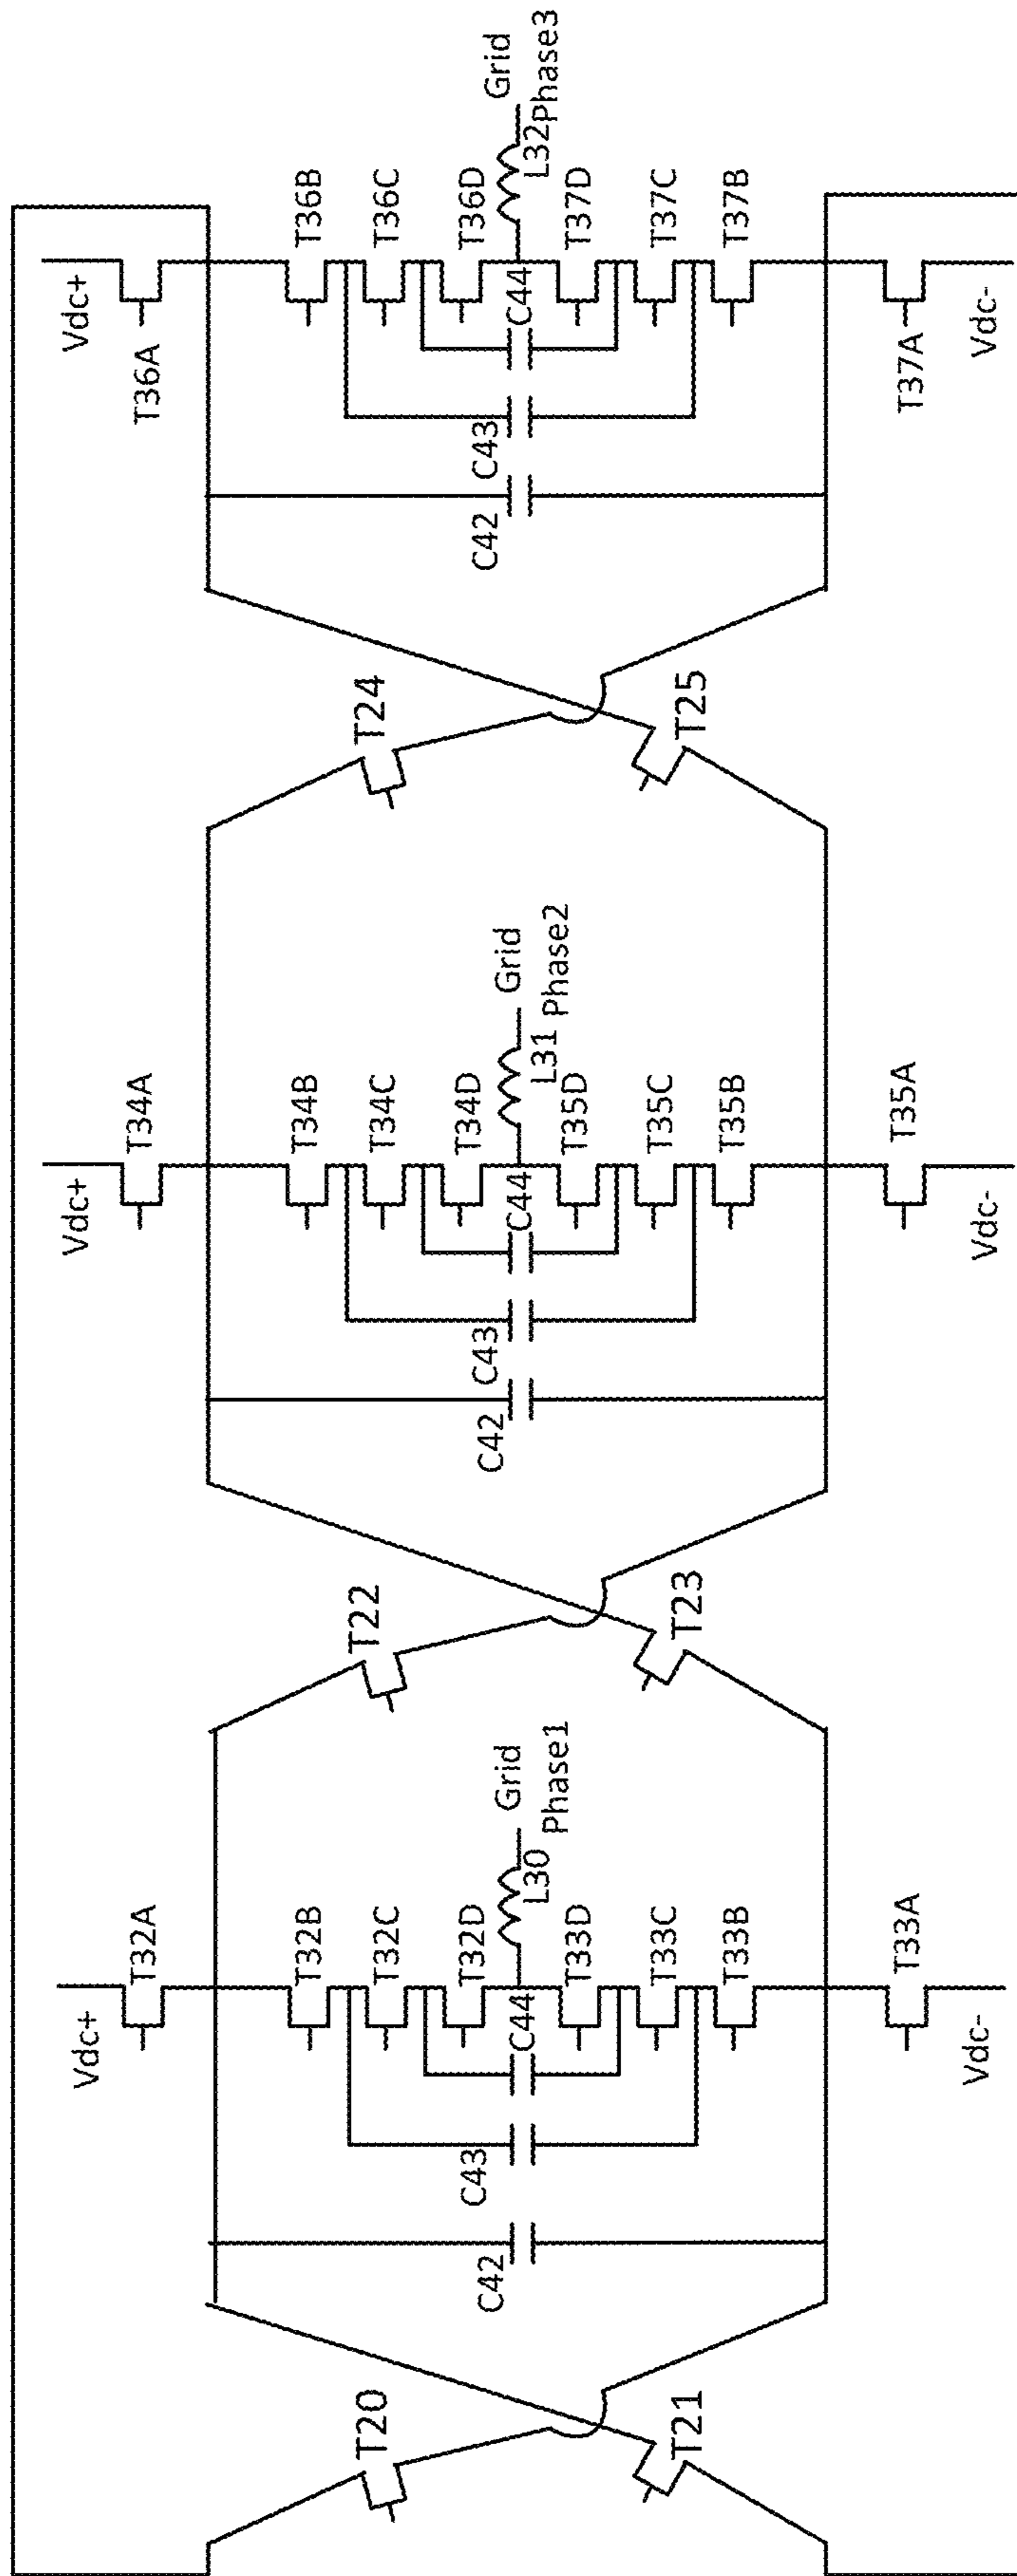 Vdc+
T32A
T32B
T32C
T32D
C44
L30
Grid
Phase1
T33D
T33C
T33B
T33A
Vdc-
C43
C42
T20
T21
T22
T23
Vdc+
T34A
T34B
T34C
T34D
C44
L31
Grid
Phase2
T35D
T35C
T35B
T35A
Vdc-
C43
C42
T24
T25
Vdc+
T36A
T36B
T36C
T36D
C44
L32
Grid
Phase3
T37D
T37C
T37B
T37A
Vdc-
C43
C42